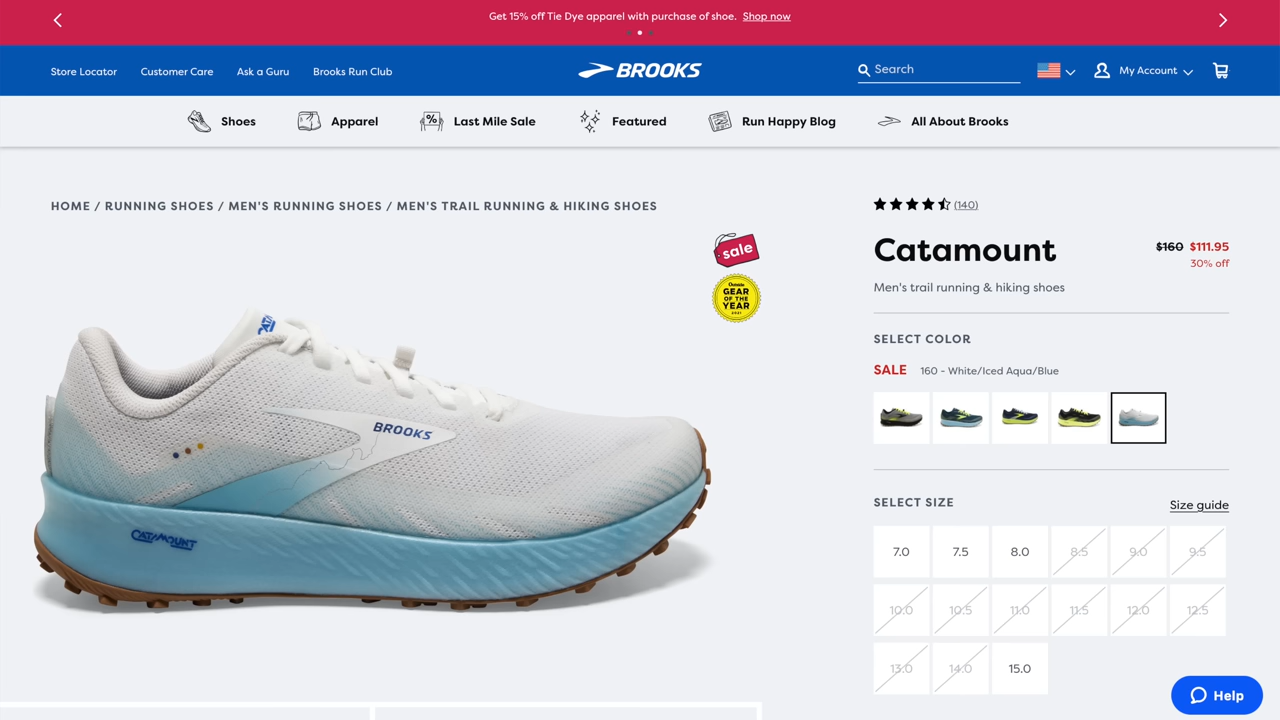 Get 15% off Tie Dye apparel with purchase of shoe. Shop now
Store Locator
Customer Care
Ask a Guru
Brooks Run Club
BROOKS
Search
My Account
Shoes
Apparel
%
Last Mile Sale
Featured
Run Happy Blog
All About Brooks
HOME / RUNNING SHOES / MEN'S RUNNING SHOES / MEN'S TRAIL RUNNING & HIKING SHOES
sale
Outside
GEAR
OF THE
YEAR
2021
CAT
BROOKS
CATAMOUNT
(140)
Catamount
$160 $111.95
30% off
Men's trail running & hiking shoes
SELECT COLOR
SALE 160 - White/Iced Aqua/Blue
SELECT SIZE
Size guide
7.0 7.5 8.0 8.5 9.0 9.5
10.0 10.5 11.0 11.5 12.0 12.5
13.0 14.0 15.0
Help